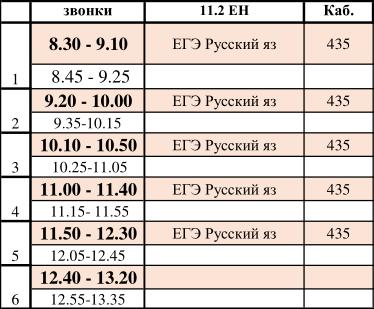 звонки 11.2 ЕН Каб.
8.30 - 9.10 ЕГЭ Русский яз 435
1 8.45 - 9.25
9.20 - 10.00 ЕГЭ Русский яз 435
2 9.35-10.15
10.10 - 10.50 ЕГЭ Русский яз 435
3 10.25-11.05
11.00 - 11.40 ЕГЭ Русский яз 435
4 11.15- 11.55
11.50 - 12.30 ЕГЭ Русский яз 435
5 12.05-12.45
12.40 - 13.20
6 12.55-13.35